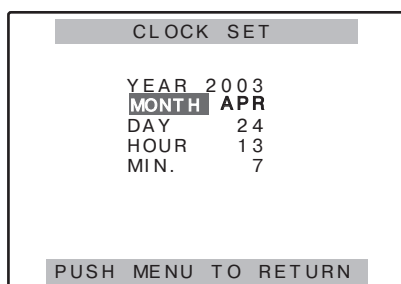 CLOCK SET
YEAR 2003
MONTH APR
DAY 24
HOUR 13
MIN. 7
PUSH MENU TO RETURN